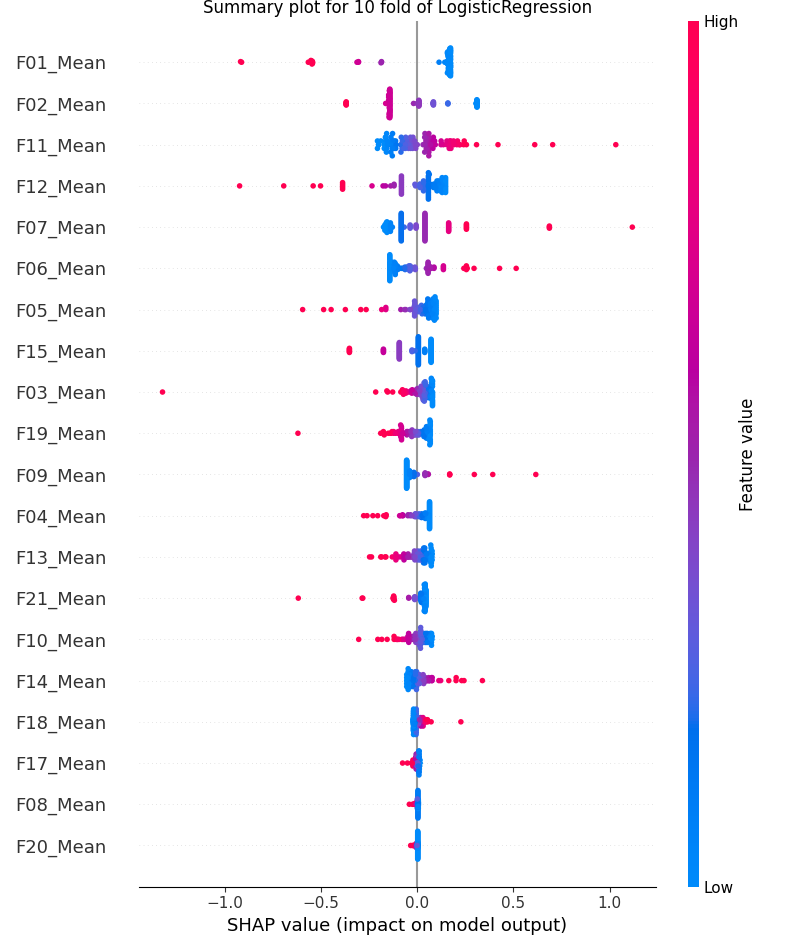 Summary plot for 10 fold of LogisticRegression
High
F01_Mean
F02_Mean
F11_Mean
F12_Mean
F07_Mean
F06_Mean
F05_Mean
F15_Mean
F03_Mean
F19_Mean
F09_Mean
F04_Mean
F13_Mean
F21_Mean
F10_Mean
F14_Mean
F18_Mean
F17_Mean
F08_Mean
F20_Mean
Feature value
Low
−1.0 −0.5 0.0 0.5 1.0
SHAP value (impact on model output)